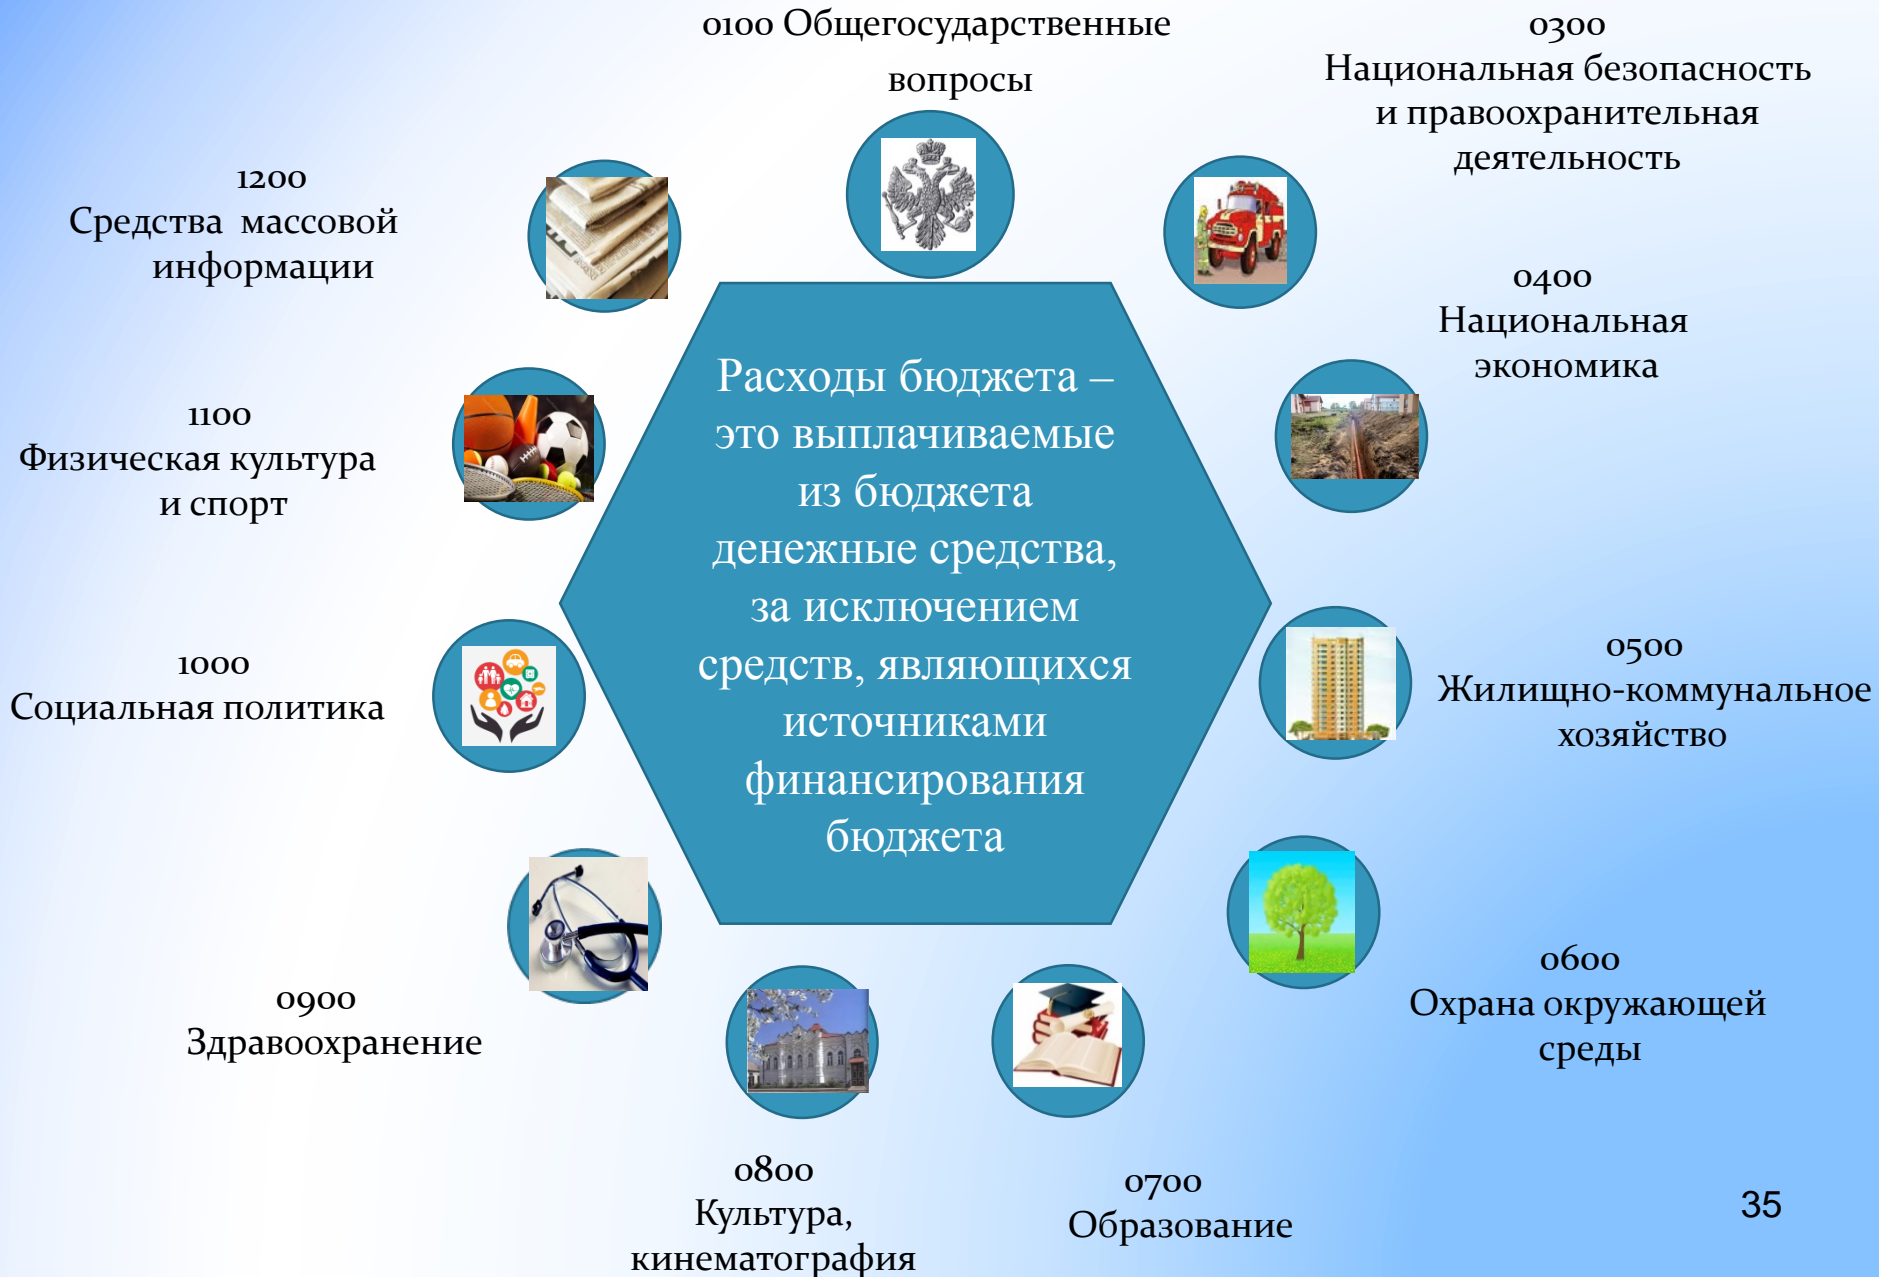 0100 Общегосударственные
вопросы
0300
Национальная безопасность
и правоохранительная
деятельность
0400
Национальная
экономика
0500
Жилищно-коммунальное
хозяйство
0600
Охрана окружающей
среды
0700
Образование
0800
Культура,
кинематография
0900
Здравоохранение
1000
Социальная политика
1100
Физическая культура
и спорт
1200
Средства массовой
информации
Расходы бюджета –
это выплачиваемые
из бюджета
денежные средства,
за исключением
средств, являющихся
источниками
финансирования
бюджета
35